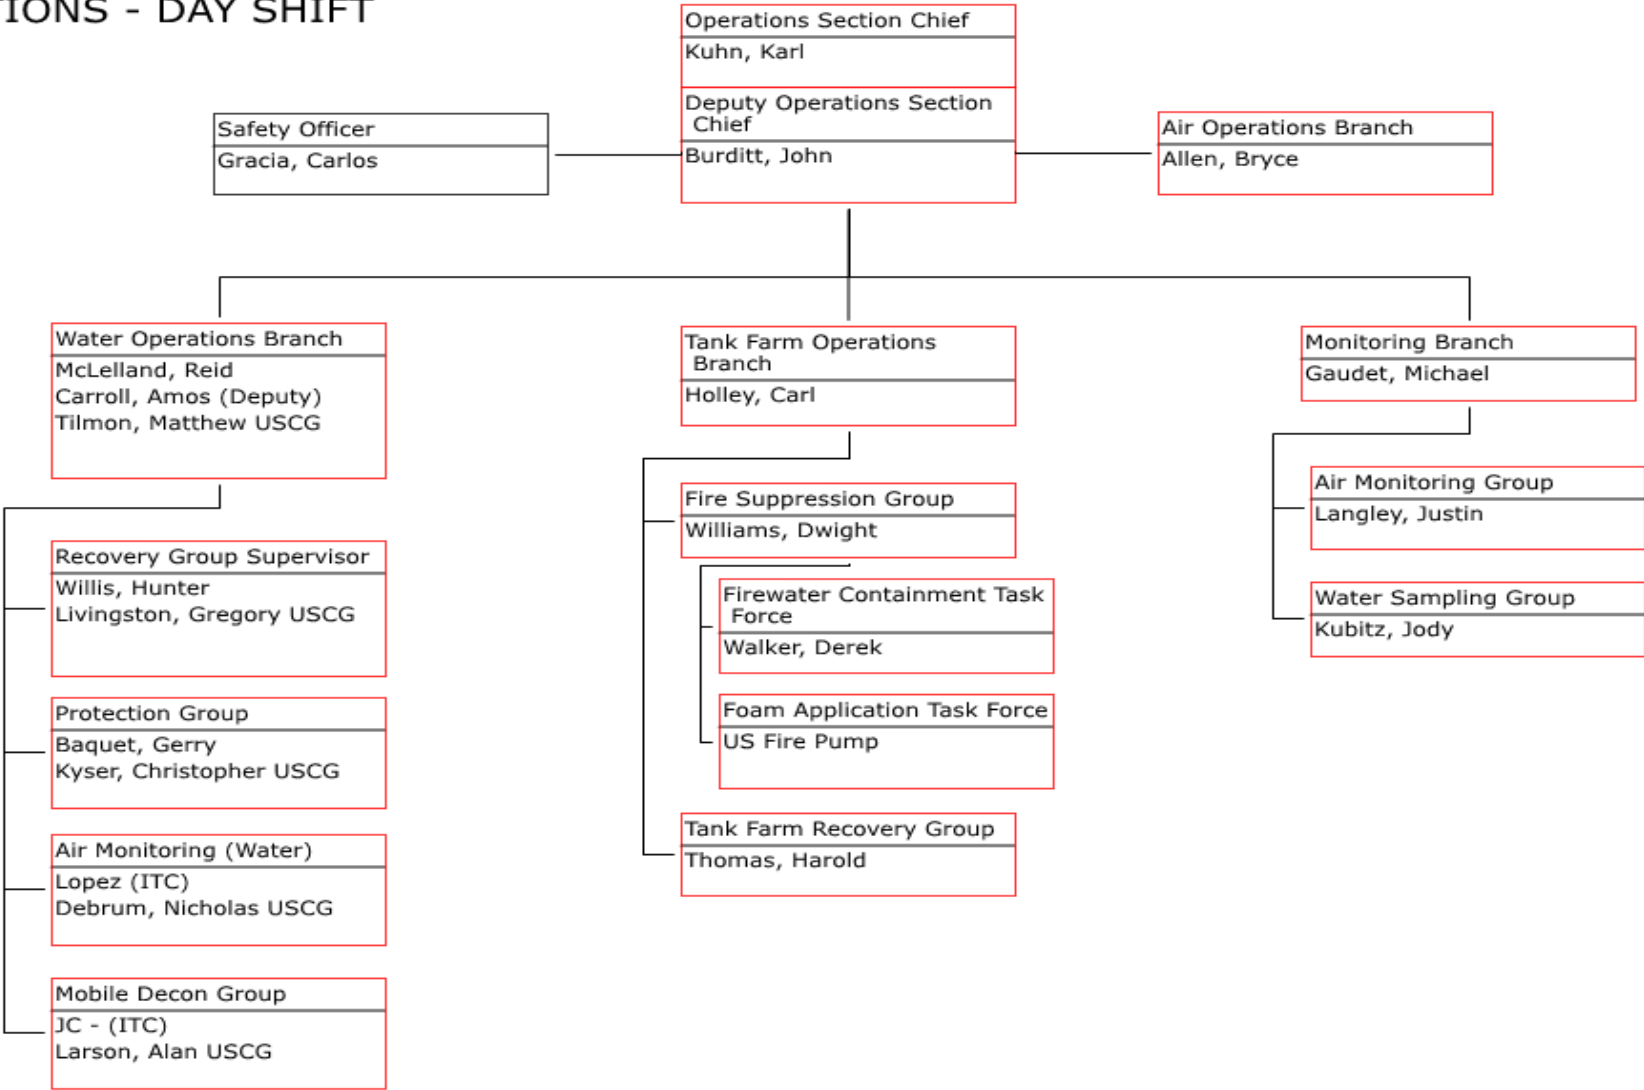 TIONS - DAY SHIFT
Operations Section Chief
Kuhn, Karl
Deputy Operations Section
Chief
Burditt, John
Safety Officer
Gracia, Carlos
Air Operations Branch
Allen, Bryce
Water Operations Branch
McLelland, Reid
Carroll, Amos (Deputy)
Tilmon, Matthew USCG
Recovery Group Supervisor
Willis, Hunter
Livingston, Gregory USCG
Protection Group
Baquet, Gerry
Kyser, Christopher USCG
Air Monitoring (Water)
Lopez (ITC)
Debrum, Nicholas USCG
Mobile Decon Group
JC - (ITC)
Larson, Alan USCG
Tank Farm Operations
Branch
Holley, Carl
Fire Suppression Group
Williams, Dwight
Firewater Containment Task
Force
Walker, Derek
Foam Application Task Force
US Fire Pump
Tank Farm Recovery Group
Thomas, Harold
Monitoring Branch
Gaudet, Michael
Air Monitoring Group
Langley, Justin
Water Sampling Group
Kubitz, Jody